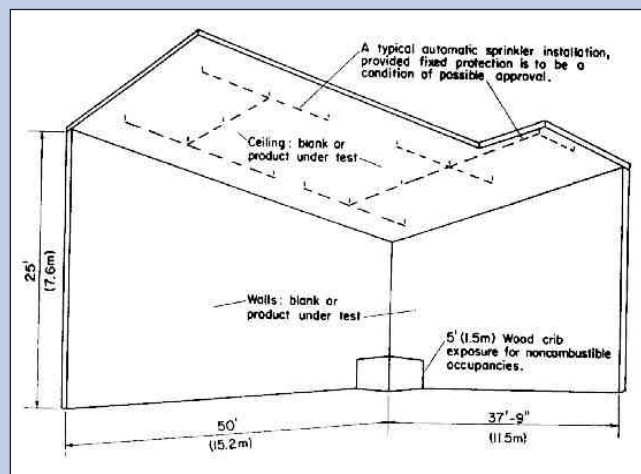 A typical automatic sprinkler installation,
provided fixed protection is to be a
condition of possible approval.
Ceiling: blank or
product under test
25'
(7.6m)
Walls: blank or
product under test
5' (1.5m) Wood crib
exposure for noncombustible
occupancies.
50'
(15.2m)
37'-9"
(11.5m)